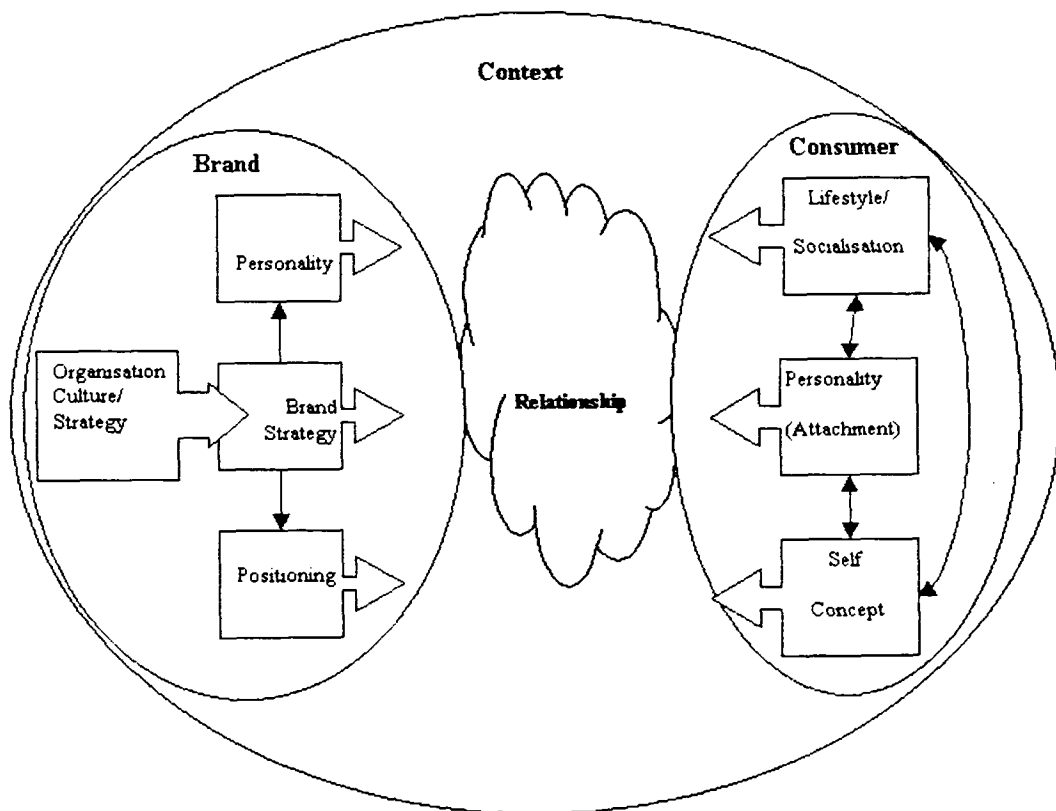 Context
Brand
Personality
Organisation
Culture/
Strategy
Brand
Strategy
Positioning
Relationship
Consumer
Lifestyle/
Socialisation
Personality
(Attachment)
Self
Concept